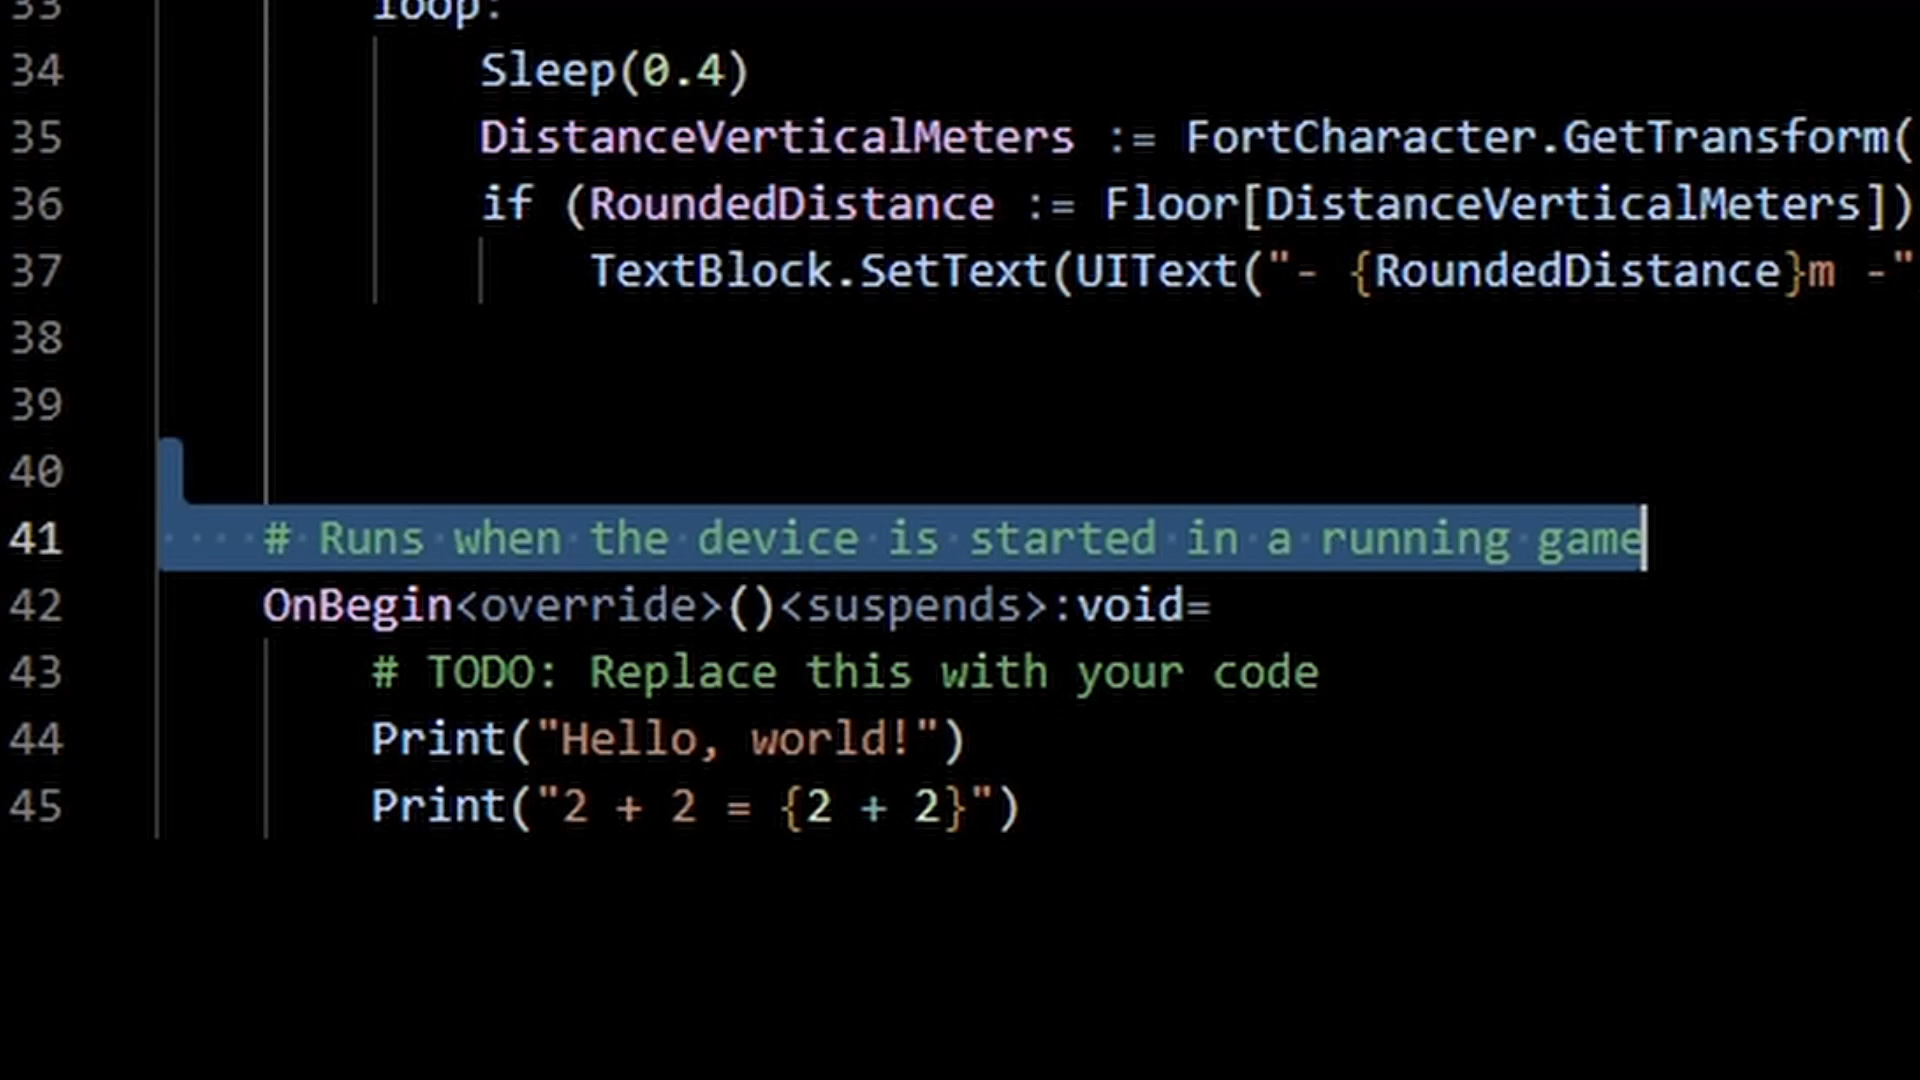 33 loop:
34 Sleep(0.4)
35 DistanceVerticalMeters := FortCharacter.GetTransform(
36 if (RoundedDistance := Floor[DistanceVerticalMeters])
37 TextBlock.SetText(UIText("- {RoundedDistance}m -"
38
39
40
41 # Runs when the device is started in a running game
42 OnBegin<override>()<suspends>:void=
43 # TODO: Replace this with your code
44 Print("Hello, world!")
45 Print("2 + 2 = {2 + 2}")